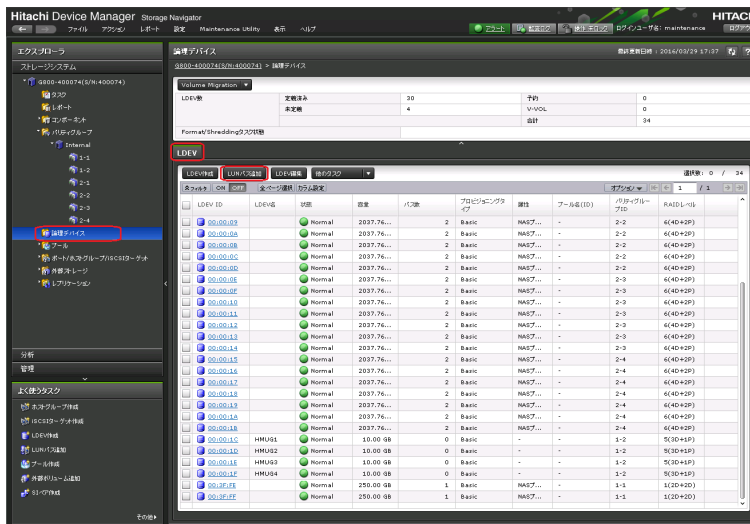 Hitachi Device Manager Storage Navigator
HITACHI
ファイル アクション レポート 設定 Maintenance Utility 表示 ヘルプ
アラート
ログインユーザ名: maintenance
エクスプローラ
ストレージシステム
G800-400074(S/N:400074)
タスク
レポート
コンポーネント
パリティグループ
Internal
1-1
1-2
2-1
2-2
2-3
2-4
論理デバイス
プール
ポート/ホストグループ/iSCSIターゲット
外部ストレージ
レプリケーション
分析
管理
よく使うタスク
ホストグループ作成
iSCSIターゲット作成
LDEV作成
LUNパス追加
プール作成
外部ボリューム追加
SIペア作成
その他
論理デバイス
最終更新日時 : 2016/03/29 17:37
G800-400074(S/N:400074) > 論理デバイス
Volume Migration
LDEV数 定義済み 30 予約 0
未定義 4 V-VOL 0
合計 34
Format/Shreddingタスク状態
LDEV
LDEV作成 LUNパス追加 LDEV編集 他のタスク 選択数: 0 / 34
フィルタ ON OFF 全ページ選択 カラム設定 オプション 1 / 1
LDEV ID LDEV名 状態 容量 パス数 プロビジョニングタイプ 属性 プール名(ID) パリティグループID RAIDレベル
00:00:09 Normal 2037.76... 2 Basic NASプ... - 2-2 6(4D+2P)
00:00:0A Normal 2037.76... 2 Basic NASプ... - 2-2 6(4D+2P)
00:00:0B Normal 2037.76... 2 Basic NASプ... - 2-2 6(4D+2P)
00:00:0C Normal 2037.76... 2 Basic NASプ... - 2-2 6(4D+2P)
00:00:0D Normal 2037.76... 2 Basic NASプ... - 2-2 6(4D+2P)
00:00:0E Normal 2037.76... 2 Basic NASプ... - 2-3 6(4D+2P)
00:00:0F Normal 2037.76... 2 Basic NASプ... - 2-3 6(4D+2P)
00:00:10 Normal 2037.76... 2 Basic NASプ... - 2-3 6(4D+2P)
00:00:11 Normal 2037.76... 2 Basic NASプ... - 2-3 6(4D+2P)
00:00:12 Normal 2037.76... 2 Basic NASプ... - 2-3 6(4D+2P)
00:00:13 Normal 2037.76... 2 Basic NASプ... - 2-3 6(4D+2P)
00:00:14 Normal 2037.76... 2 Basic NASプ... - 2-3 6(4D+2P)
00:00:15 Normal 2037.76... 2 Basic NASプ... - 2-4 6(4D+2P)
00:00:16 Normal 2037.76... 2 Basic NASプ... - 2-4 6(4D+2P)
00:00:17 Normal 2037.76... 2 Basic NASプ... - 2-4 6(4D+2P)
00:00:18 Normal 2037.76... 2 Basic NASプ... - 2-4 6(4D+2P)
00:00:19 Normal 2037.76... 2 Basic NASプ... - 2-4 6(4D+2P)
00:00:1A Normal 2037.76... 2 Basic NASプ... - 2-4 6(4D+2P)
00:00:1B Normal 2037.76... 2 Basic NASプ... - 2-4 6(4D+2P)
00:00:1C HMUG1 Normal 10.00 GB 0 Basic - - 1-2 5(3D+1P)
00:00:1D HMUG2 Normal 10.00 GB 0 Basic - - 1-2 5(3D+1P)
00:00:1E HMUG3 Normal 10.00 GB 0 Basic - - 1-2 5(3D+1P)
00:00:1F HMUG4 Normal 10.00 GB 0 Basic - - 1-2 5(3D+1P)
00:3F:FE Normal 250.00 GB 1 Basic NASプ... - 1-1 1(2D+2D)
00:3F:FF Normal 250.00 GB 1 Basic NASプ... - 1-1 1(2D+2D)